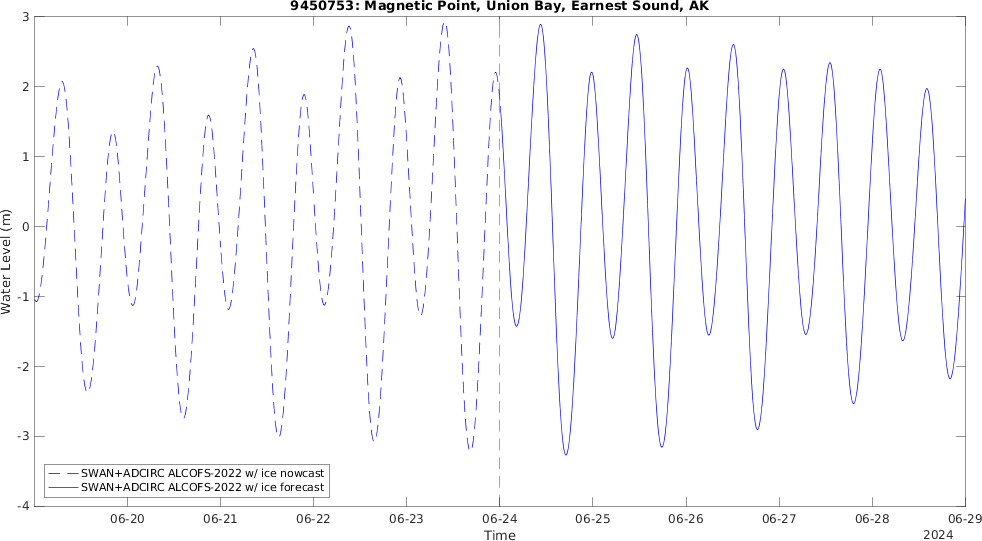 9450753: Magnetic Point, Union Bay, Earnest Sound, AK
3
2
1
0
-1
-2
-3
-4
Water Level (m)
SWAN+ADCIRC ALCOFS-2022 w/ ice nowcast
SWAN+ADCIRC ALCOFS-2022 w/ ice forecast
06-20 06-21 06-22 06-23 06-24 06-25 06-26 06-27 06-28 06-29
Time
2024